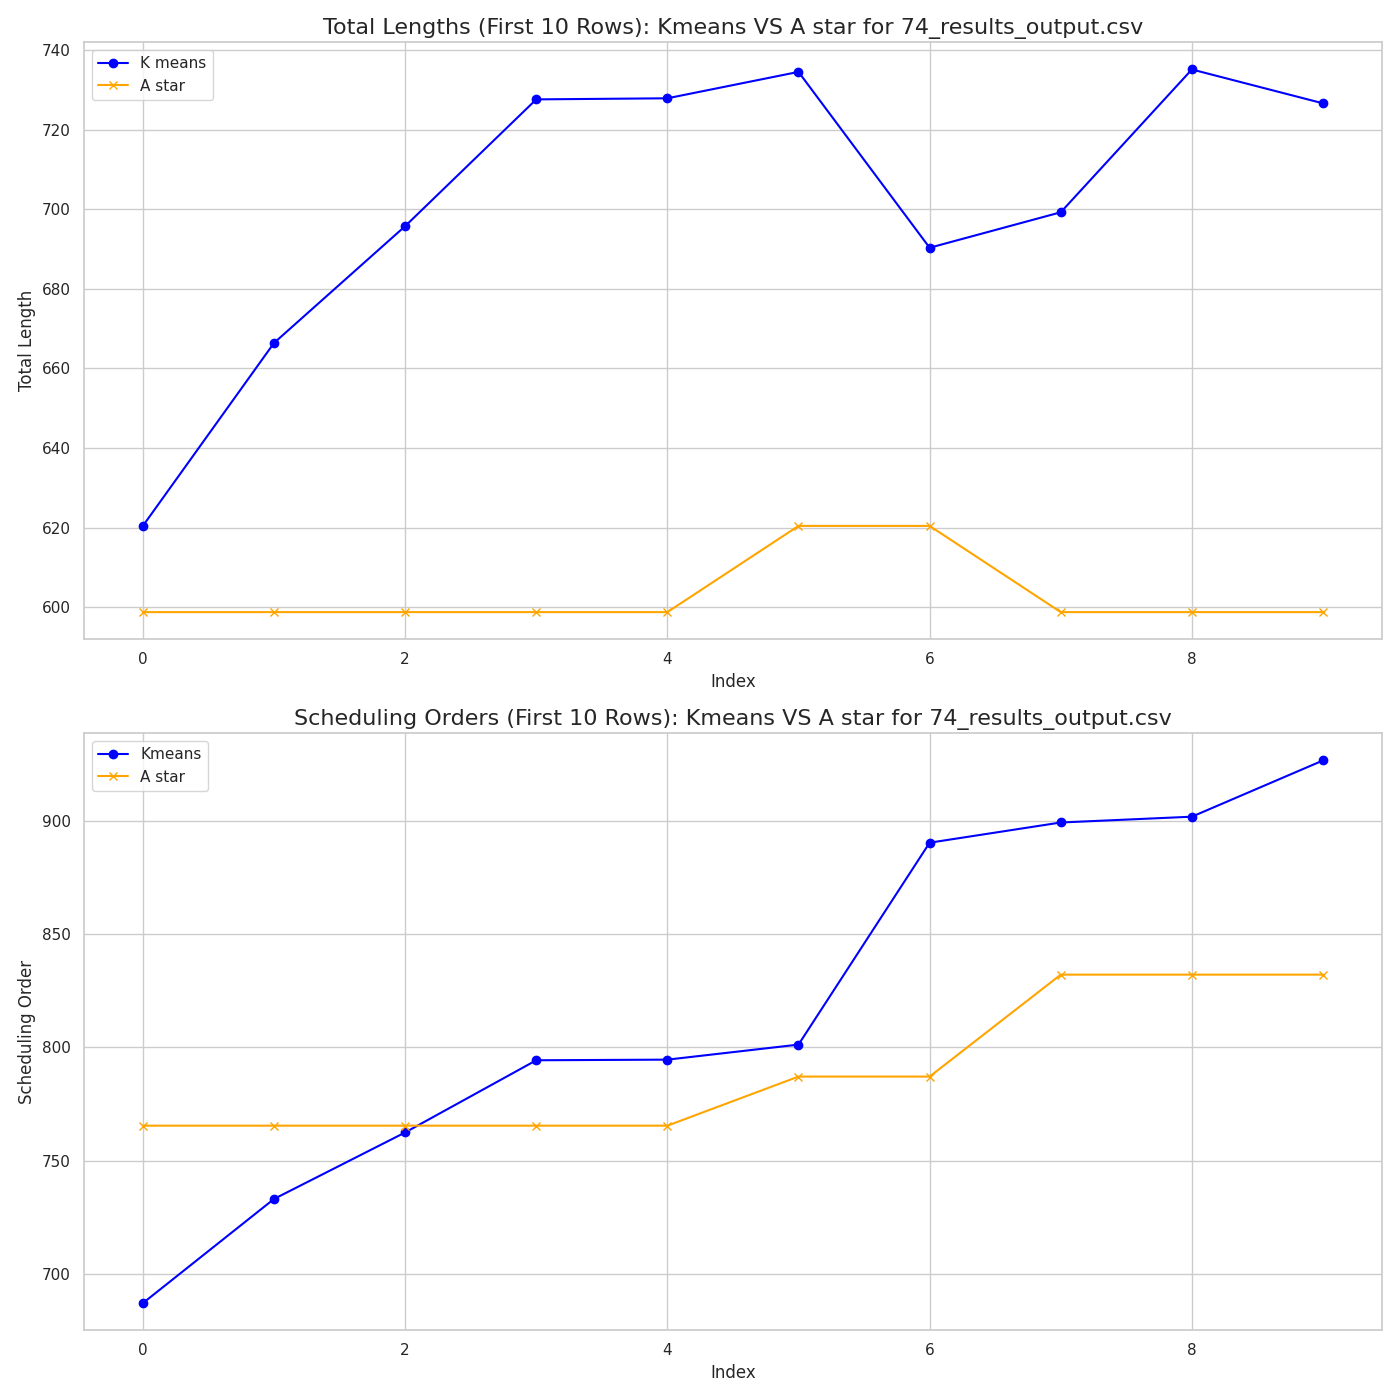 Total Lengths (First 10 Rows): Kmeans VS A star for 74_results_output.csv
K means
A star
740
720
700
680
660
640
620
600
Total Length
0 2 4 6 8
Index
Scheduling Orders (First 10 Rows): Kmeans VS A star for 74_results_output.csv
Kmeans
A star
900
850
800
750
700
Scheduling Order
0 2 4 6 8
Index